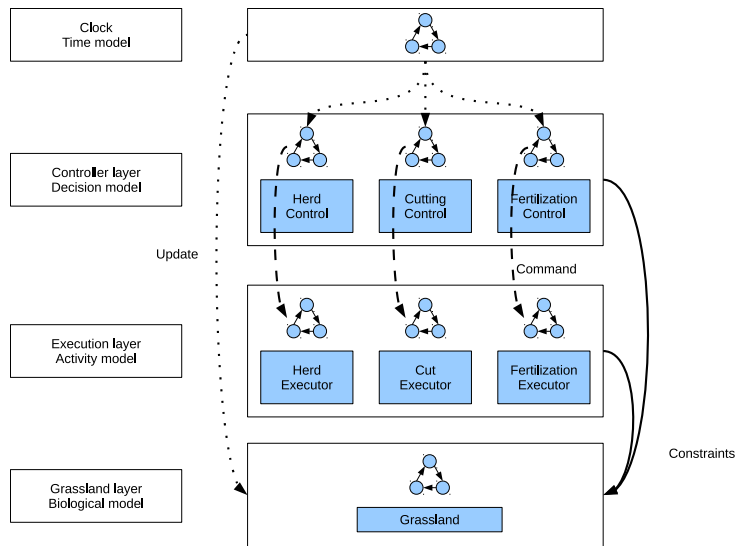 Clock
Time model
Controller layer
Decision model
Herd
Control
Cutting
Control
Fertilization
Control
Update
Command
Execution layer
Activity model
Herd
Executor
Cut
Executor
Fertilization
Executor
Constraints
Grassland layer
Biological model
Grassland